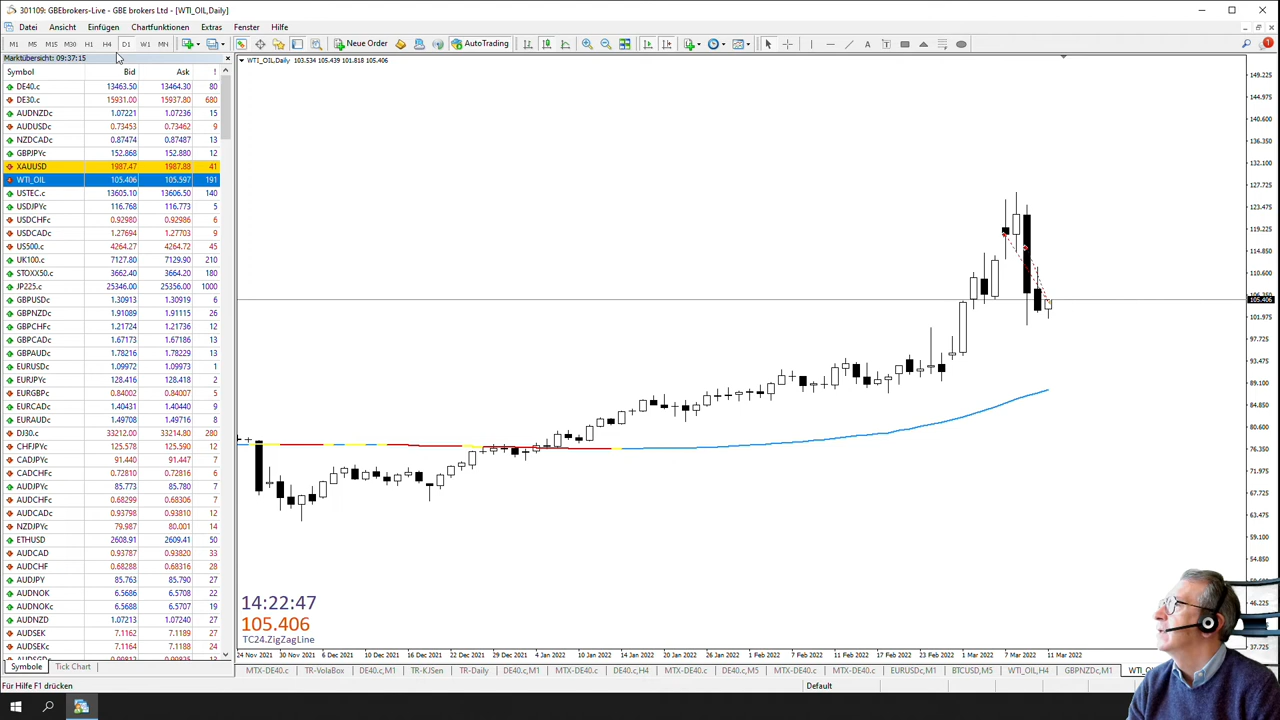 301109: GBEbrokers-Live - GBE brokers Ltd - [WTI_OIL,Daily]
Datei Ansicht Einfügen Chartfunktionen Extras Fenster Hilfe
M1 M5 M15 M30 H1 H4 D1 W1 MN New Order AutoTrading
Marktübersicht: 09:37:15
Symbol Bid Ask !
DE40.c 13463.50 13464.30 80
DE30.c 15931.00 15937.80 680
AUDNZDc 1.07221 1.07236 15
AUDUSDc 0.73453 0.73462 9
NZDCADc 0.87474 0.87487 13
GBPJPYc 152.868 152.880 12
XAUUSD 1987.47 1987.88 41
WTI_OIL 105.406 105.597 191
USTEC.c 13605.10 13606.50 140
USDJPYc 116.768 116.773 5
USDCHFc 0.92980 0.92986 6
USDCADc 1.27694 1.27703 9
US500.c 4264.27 4264.72 45
UK100.c 7127.80 7129.90 210
STOXX50.c 3662.40 3664.20 180
JP225.c 25346.00 25356.00 1000
GBPUSDc 1.30913 1.30919 6
GBPNZDc 1.91089 1.91115 26
GBPCHFc 1.21724 1.21736 12
GBPCADc 1.67173 1.67186 13
GBPAUDc 1.78216 1.78229 13
EURUSDc 1.09972 1.09973 1
EURJPYc 128.416 128.418 2
EURGBPc 0.84002 0.84007 5
EURCADc 1.40431 1.40440 9
EURAUDc 1.49708 1.49716 8
DJ30.c 33212.00 33214.80 280
CHFJPYc 125.578 125.590 12
CADJPYc 91.440 91.447 7
CADCHFc 0.72810 0.72816 6
AUDJPYc 85.773 85.780 7
AUDCHFc 0.68299 0.68306 7
AUDCADc 0.93798 0.93810 12
NZDJPYc 79.987 80.001 14
ETHUSD 2608.91 2609.41 50
AUDCAD 0.93787 0.93820 33
AUDCHF 0.68288 0.68316 28
AUDJPY 85.763 85.790 27
AUDNOK 6.5686 6.5708 22
AUDNOKc 6.5688 6.5707 19
AUDNZD 1.07213 1.07240 27
AUDSEK 7.1162 7.1189 27
AUDSEKc 7.1164 7.1188 24
Symbole Tick Chart
WTI_OIL,Daily 103.534 105.439 101.818 105.406
149.225
144.975
140.600
136.350
132.100
127.725
123.475
119.225
114.850
110.600
105.406
101.975
97.725
93.475
89.100
84.850
80.600
76.350
71.975
67.725
63.475
59.100
54.850
46.225
37.725
14:22:47
105.406
TC24.ZigZagLine
24 Nov 2021 30 Nov 2021 6 Dec 2021 10 Dec 2021 16 Dec 2021 22 Dec 2021 29 Dec 2021 4 Jan 2022 10 Jan 2022 14 Jan 2022 20 Jan 2022 26 Jan 2022 1 Feb 2022 7 Feb 2022 11 Feb 2022 17 Feb 2022 23 Feb 2022 1 Mar 2022 7 Mar 2022 11 Mar 2022
MTX-DE40.c TR-VolaBox DE40.c,M1 TR-KJSen TR-Daily DE40.c,M1 MTX-DE40.c DE40.c,H4 MTX-DE40.c DE40.c,M5 MTX-DE40.c MTX-DE40.c EURUSDc,M1 BTCUSD,M5 WTI_OIL,H4 GBPNZDc,M1
Für Hilfe F1 drücken Default